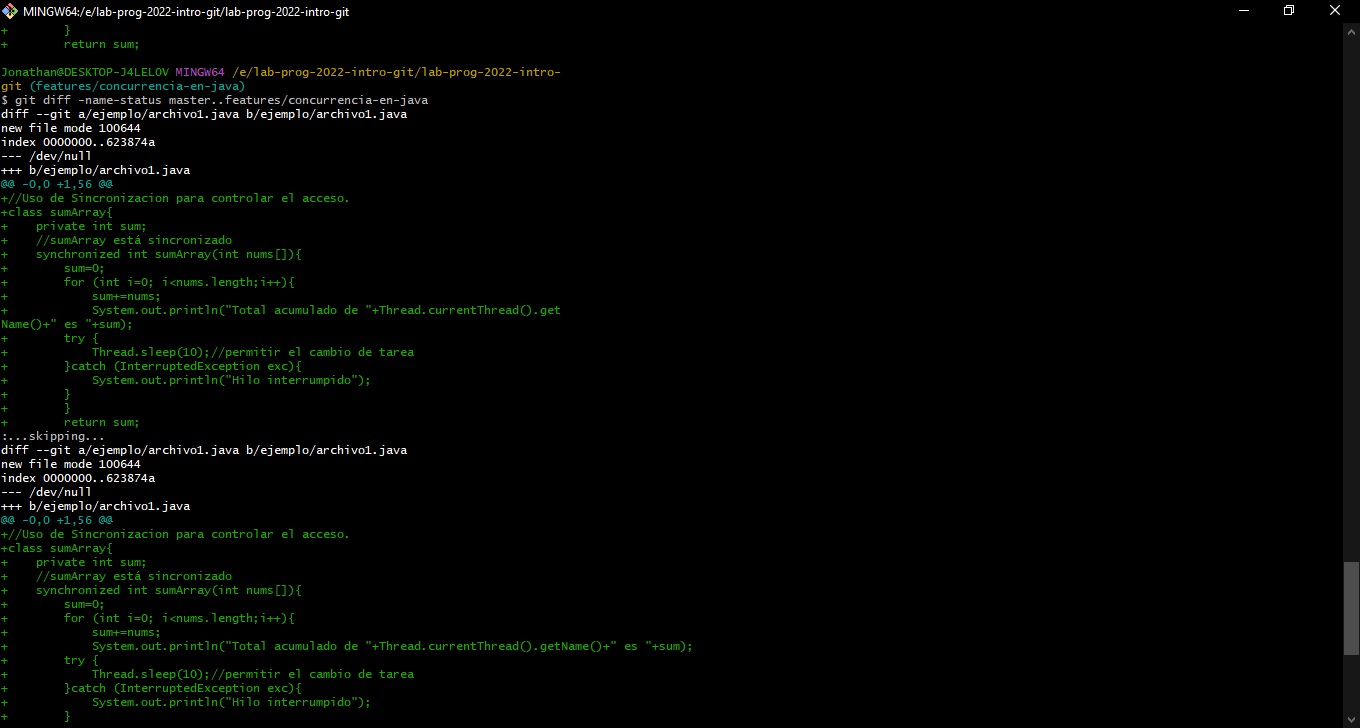 MINGW64:/e/lab-prog-2022-intro-git/lab-prog-2022-intro-git
+        }
+        return sum;

Jonathan@DESKTOP-J4LELOV MINGW64 /e/lab-prog-2022-intro-git/lab-prog-2022-intro-
git (features/concurrencia-en-java)
$ git diff -name-status master..features/concurrencia-en-java
diff --git a/ejemplo/archivo1.java b/ejemplo/archivo1.java
new file mode 100644
index 0000000..623874a
--- /dev/null
+++ b/ejemplo/archivo1.java
@@ -0,0 +1,56 @@
+//Uso de Sincronizacion para controlar el acceso.
+class sumArray{
+    private int sum;
+    //sumArray está sincronizado
+    synchronized int sumArray(int nums[]){
+        sum=0;
+        for (int i=0; i<nums.length;i++){
+            sum+=nums;
+            System.out.println("Total acumulado de "+Thread.currentThread().get
Name()+" es "+sum);
+        try {
+            Thread.sleep(10);//permitir el cambio de tarea
+        }catch (InterruptedException exc){
+            System.out.println("Hilo interrumpido");
+        }
+        }
+        return sum;
:...skipping...
diff --git a/ejemplo/archivo1.java b/ejemplo/archivo1.java
new file mode 100644
index 0000000..623874a
--- /dev/null
+++ b/ejemplo/archivo1.java
@@ -0,0 +1,56 @@
+//Uso de Sincronizacion para controlar el acceso.
+class sumArray{
+    private int sum;
+    //sumArray está sincronizado
+    synchronized int sumArray(int nums[]){
+        sum=0;
+        for (int i=0; i<nums.length;i++){
+            sum+=nums;
+            System.out.println("Total acumulado de "+Thread.currentThread().getName()+" es "+sum);
+        try {
+            Thread.sleep(10);//permitir el cambio de tarea
+        }catch (InterruptedException exc){
+            System.out.println("Hilo interrumpido");
+        }